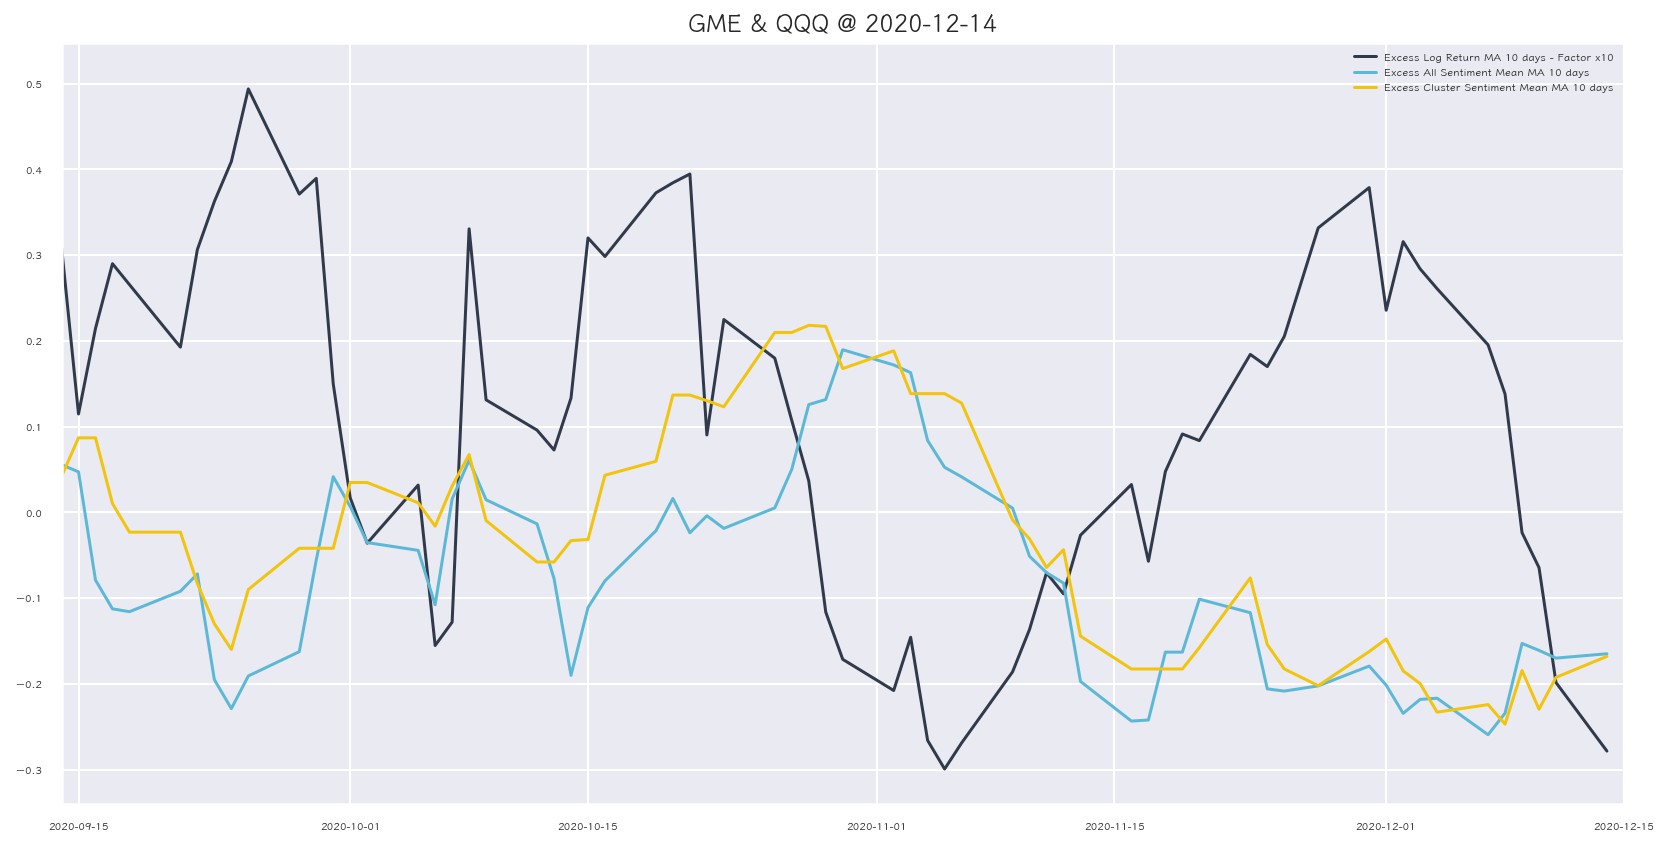 GME & QQQ @ 2020-12-14
Excess Log Return MA 10 days - Factor x10
Excess All Sentiment Mean MA 10 days
Excess Cluster Sentiment Mean MA 10 days
0.5
0.4
0.3
0.2
0.1
0.0
−0.1
−0.2
−0.3
2020-09-15 2020-10-01 2020-10-15 2020-11-01 2020-11-15 2020-12-01 2020-12-15